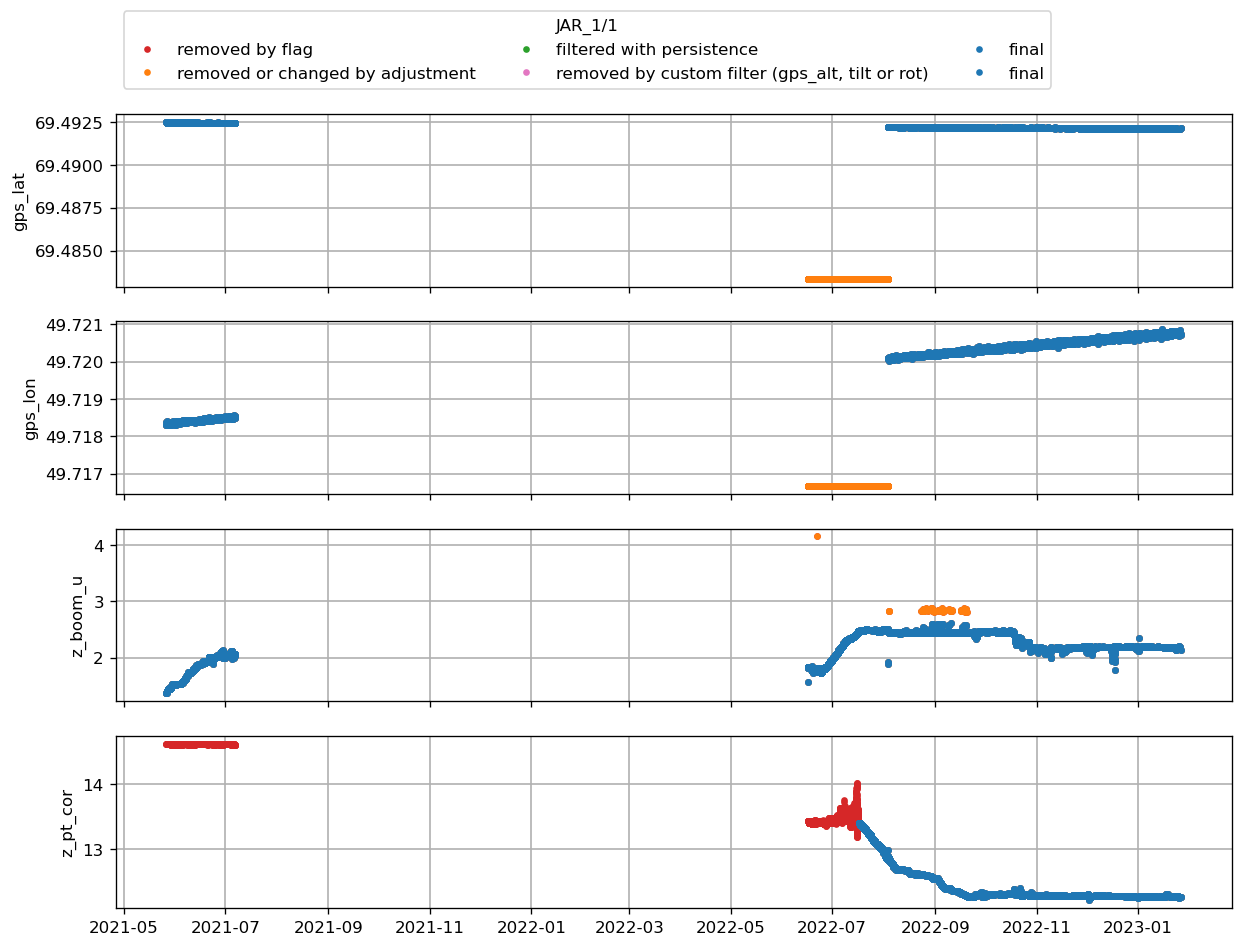 JAR_1/1
removed by flag filtered with persistence final
removed or changed by adjustment removed by custom filter (gps_alt, tilt or rot) final
69.4925
69.4900
69.4875
69.4850
gps_lat
49.721
49.720
49.719
49.718
49.717
gps_lon
4
3
2
z_boom_u
14
13
z_pt_cor
2021-05 2021-07 2021-09 2021-11 2022-01 2022-03 2022-05 2022-07 2022-09 2022-11 2023-01